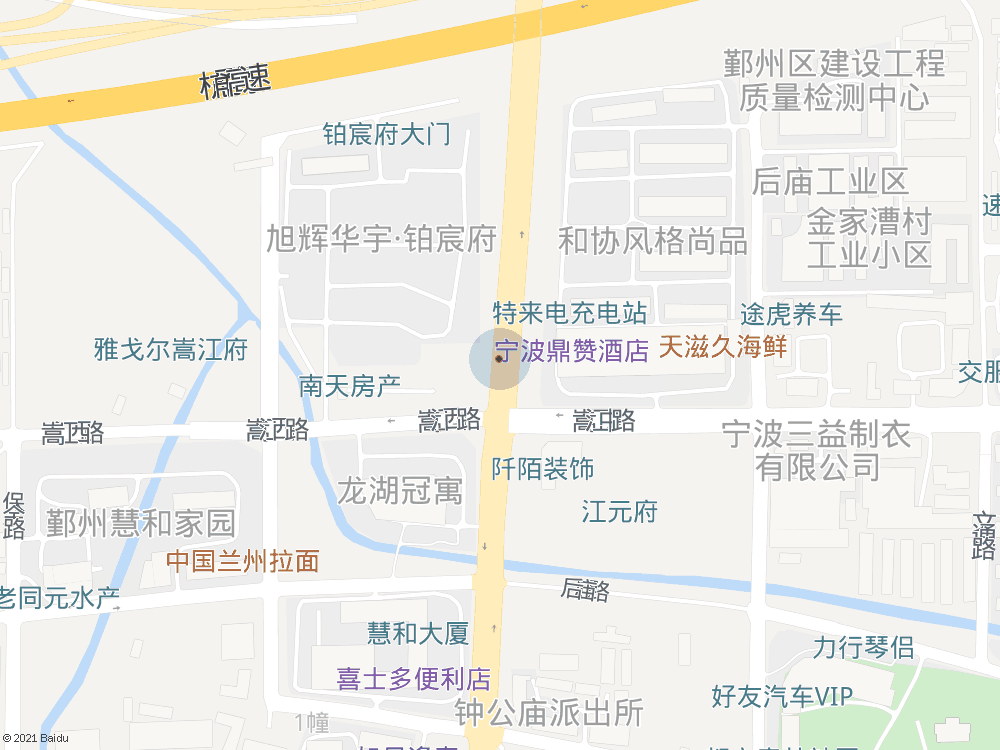 鄞州区建设工程
质量检测中心
铂宸府大门
后庙工业区
金家漕村
工业小区
旭辉华宇·铂宸府
和协风格尚品
特来电充电站
途虎养车
雅戈尔嵩江府
宁波鼎赞酒店
天滋久海鲜
南天房产
交服
嵩江西路
嵩江西路
嵩江西路
嵩江中路
宁波三益制衣
有限公司
阡陌装饰
龙湖冠寓
江元府
鄞州慧和家园
中国兰州拉面
老同元水产
慧和大厦
力行琴侣
喜士多便利店
好友汽车VIP
钟公庙派出所
1幢
© 2021 Baidu